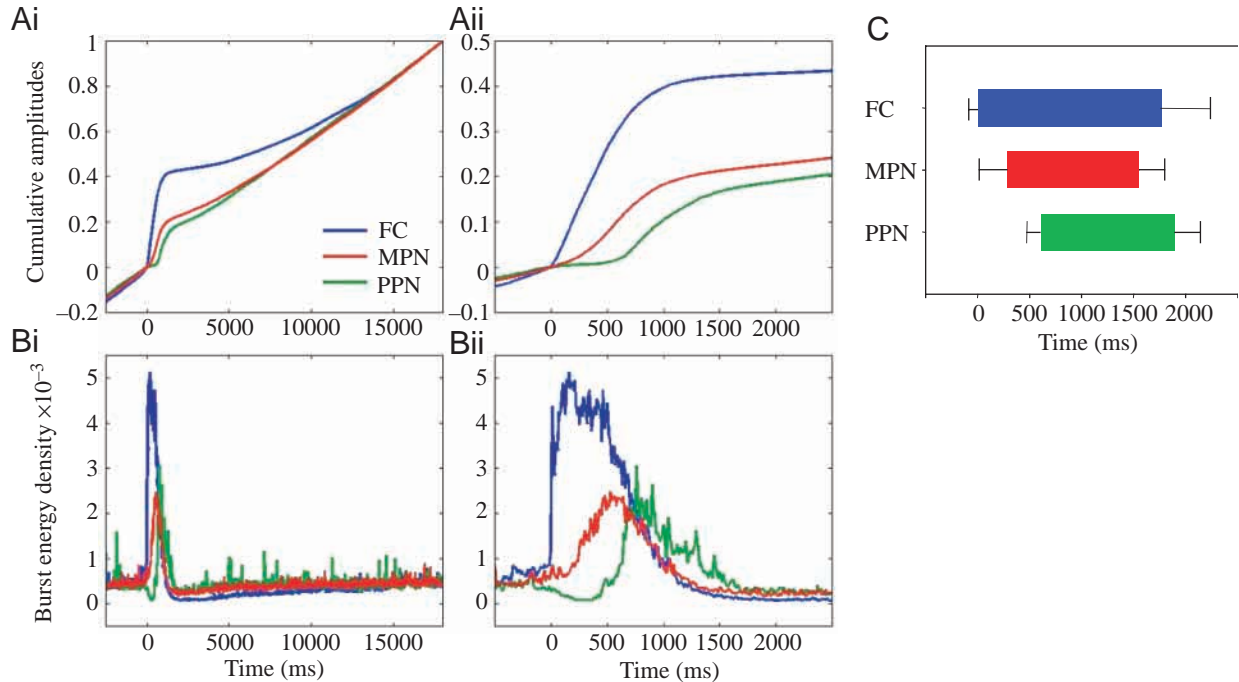 Ai
Cumulative amplitudes
1
0.8
0.6
0.4
0.2
0
–0.2
0 5000 10000 15000
FC
MPN
PPN
Aii
0.5
0.4
0.3
0.2
0.1
0
–0.1
0 500 1000 1500 2000
C
FC
MPN
PPN
0 500 1000 1500 2000
Time (ms)
Bi
Burst energy density ×10⁻³
5
4
3
2
1
0
0 5000 10000 15000
Time (ms)
Bii
5
4
3
2
1
0
0 500 1000 1500 2000
Time (ms)